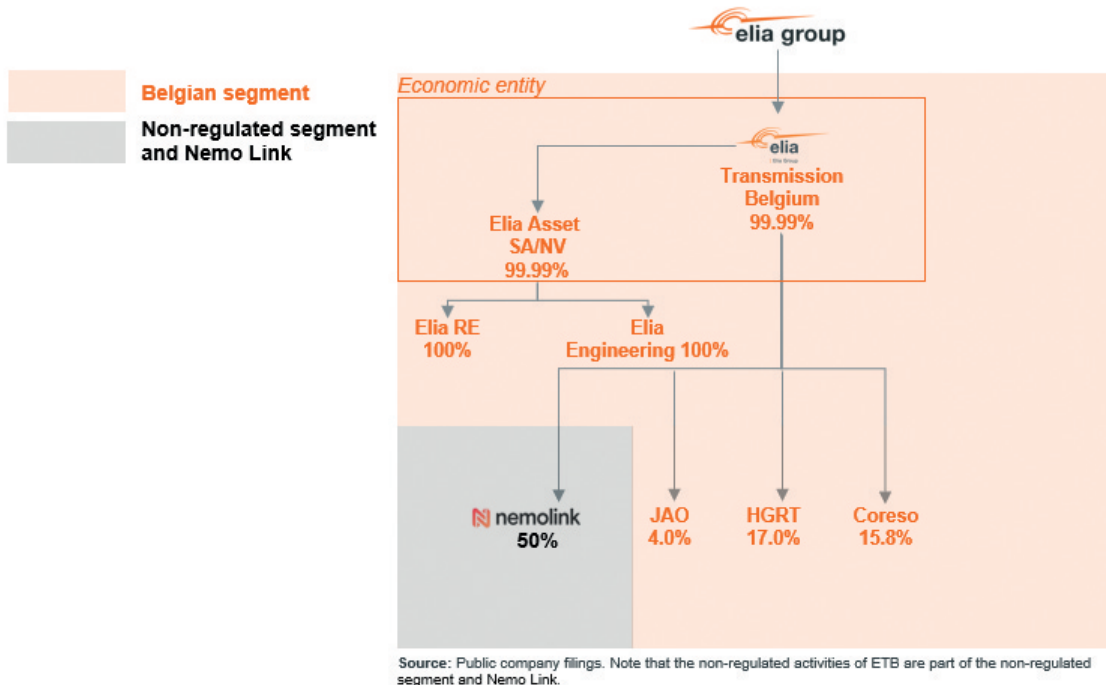 elia group
Belgian segment
Non-regulated segment
and Nemo Link
Economic entity
elia
Elia Group
Transmission
Belgium
99.99%
Elia Asset
SA/NV
99.99%
Elia RE
100%
Elia
Engineering 100%
nemolink
50%
JAO
4.0%
HGRT
17.0%
Coreso
15.8%
Source: Public company filings. Note that the non-regulated activities of ETB are part of the non-regulated
segment and Nemo Link.